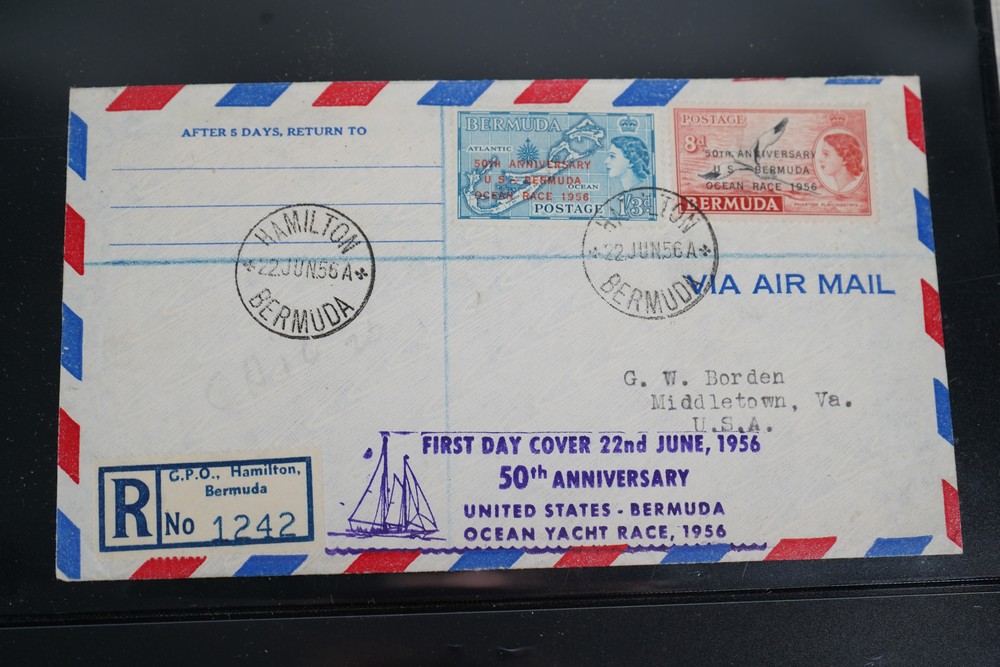 AFTER 5 DAYS, RETURN TO
BERMUDA
ATLANTIC
OCEAN
50TH ANNIVERSARY
U S - BERMUDA
OCEAN RACE 1956
POSTAGE 1/3d
POSTAGE
8d
50TH ANNIVERSARY
U S - BERMUDA
OCEAN RACE 1956
BERMUDA
HAMILTON
22 JUN 56 A
BERMUDA
HAMILTON
22 JUN 56 A
BERMUDA
VIA AIR MAIL
G. W. Borden
Middletown, Va.
U.S.A.
R
G.P.O., Hamilton,
Bermuda
No 1242
FIRST DAY COVER 22nd JUNE, 1956
50th ANNIVERSARY
UNITED STATES - BERMUDA
OCEAN YACHT RACE, 1956